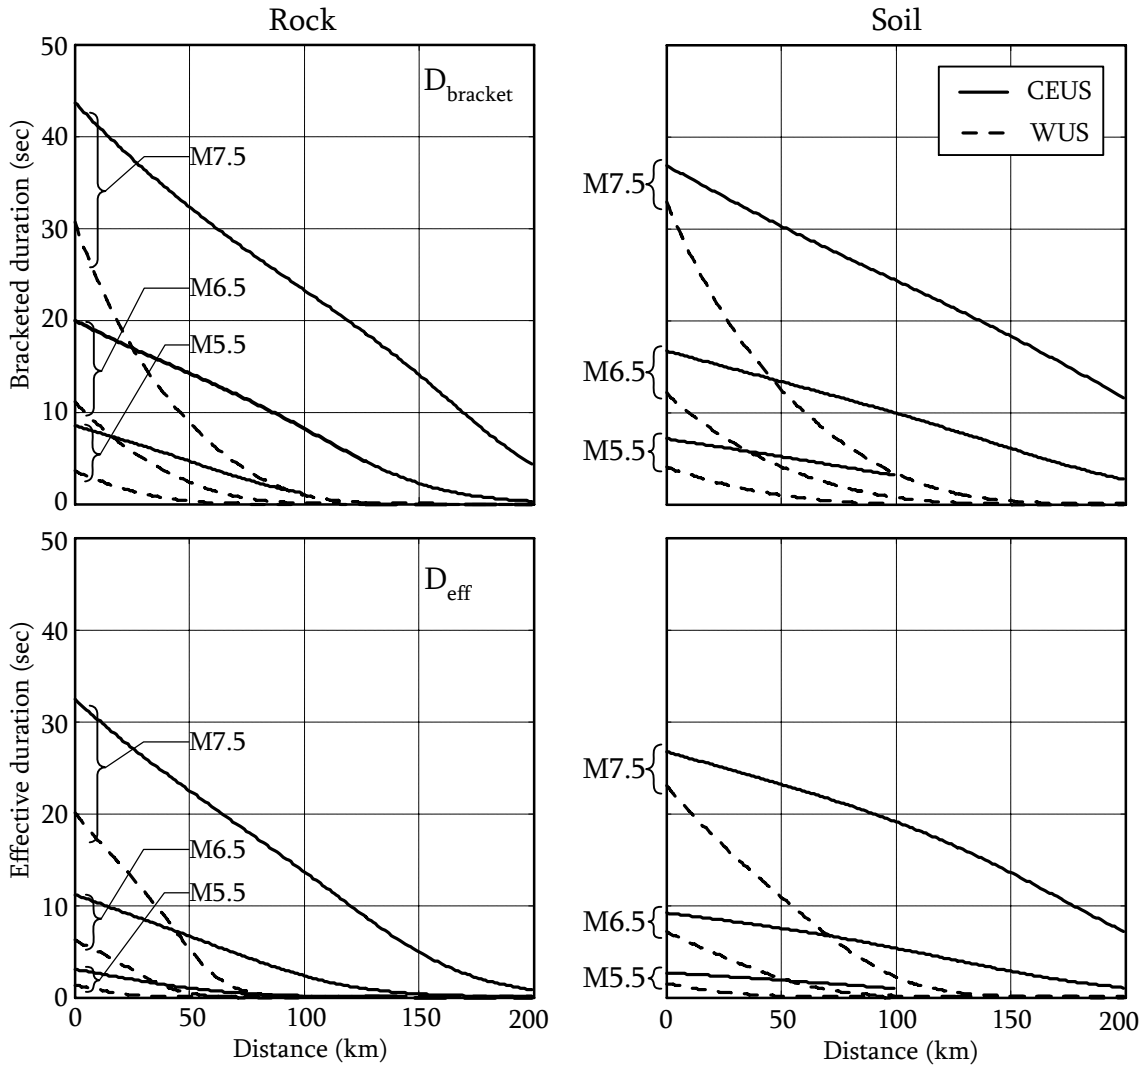 Rock
Soil
50
40
30
20
10
0
Bracketed duration (sec)
D_bracket
M7.5
M6.5
M5.5
CEUS
WUS
M7.5
M6.5
M5.5
50
40
30
20
10
0
Effective duration (sec)
D_eff
M7.5
M6.5
M5.5
M7.5
M6.5
M5.5
0 50 100 150 200
Distance (km)
0 50 100 150 200
Distance (km)